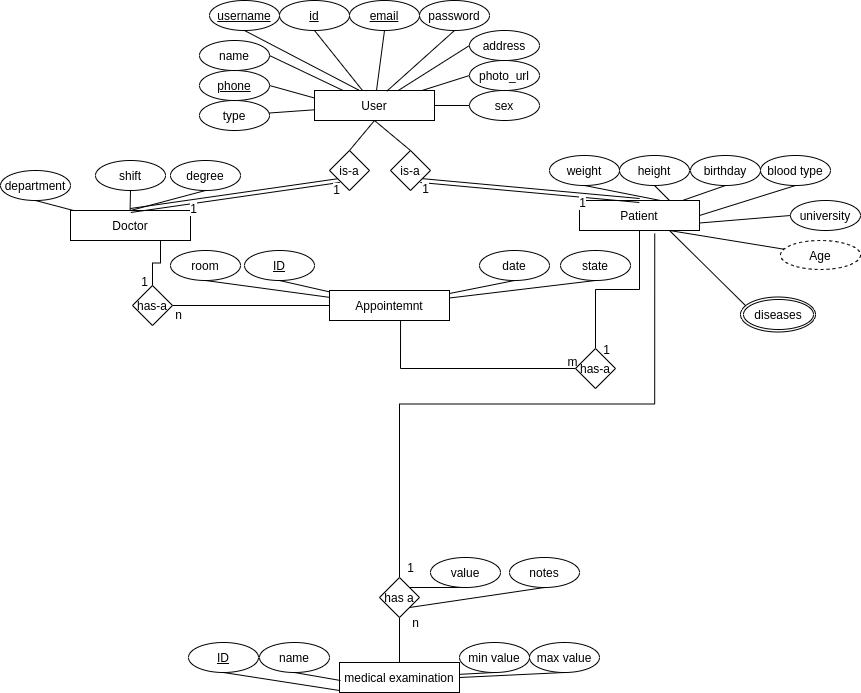 username
id
email
password
name
address
phone
photo_url
type
User
sex
is-a
is-a
1
1
department
shift
degree
1
Doctor
weight
height
birthday
blood type
1
Patient
university
Age
diseases
room
ID
date
state
1
has-a
n
Appointemnt
1
m
has-a
1
has a
value
notes
n
ID
name
medical examination
min value
max value